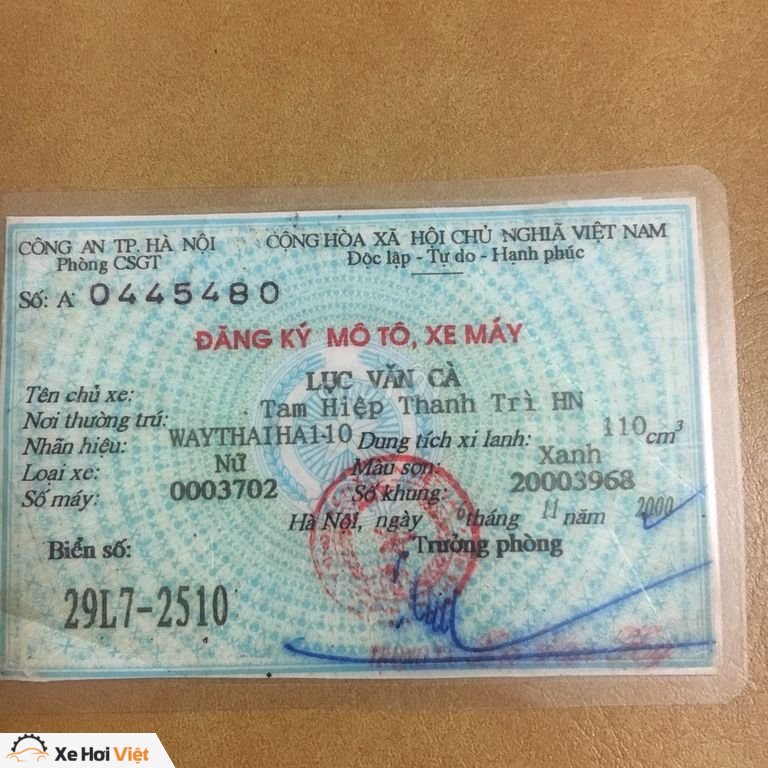 CÔNG AN TP. HÀ NỘI
Phòng CSGT
CỘNG HÒA XÃ HỘI CHỦ NGHĨA VIỆT NAM
Độc lập - Tự do - Hạnh phúc
Số: A 0445480
ĐĂNG KÝ MÔ TÔ, XE MÁY
Tên chủ xe: LỤC VĂN CÀ
Nơi thường trú: Tam Hiệp Thanh Trì HN
Nhãn hiệu: WAYTHAIHA110 Dung tích xi lanh: 110cm³
Loại xe: Nữ Màu sơn: Xanh
Số máy: 0003702 Số khung: 20003968
Hà Nội, ngày 6 tháng 11 năm 2000
Biển số: Trưởng phòng
29L7-2510
Xe Hơi Việt